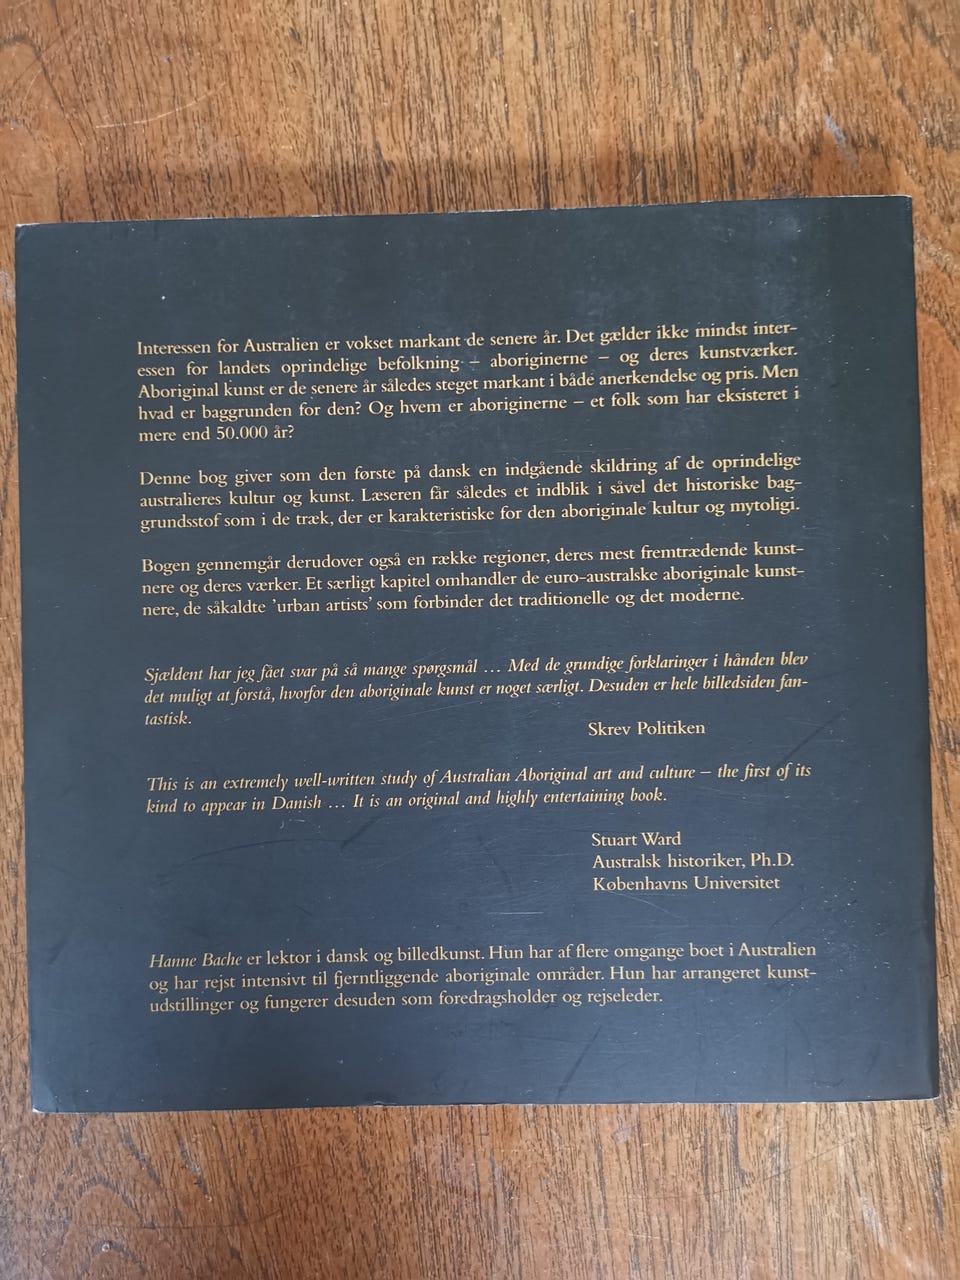 Interessen for Australien er vokset markant de senere år. Det gælder ikke mindst inter-
essen for landets oprindelige befolkning – aboriginerne – og deres kunstværker.
Aboriginal kunst er de senere år således steget markant i både anerkendelse og pris. Men
hvad er baggrunden for den? Og hvem er aboriginerne – et folk som har eksisteret i
mere end 50.000 år?
Denne bog giver som den første på dansk en indgående skildring af de oprindelige
australieres kultur og kunst. Læseren får således et indblik i såvel det historiske bag-
grundsstof som i de træk, der er karakteristiske for den aboriginale kultur og mytoligi.
Bogen gennemgår derudover også en række regioner, deres mest fremtrædende kunst-
nere og deres værker. Et særligt kapitel omhandler de euro-australske aboriginale kunst-
nere, de såkaldte 'urban artists' som forbinder det traditionelle og det moderne.
Sjældent har jeg fået svar på så mange spørgsmål … Med de grundige forklaringer i hånden blev
det muligt at forstå, hvorfor den aboriginale kunst er noget særligt. Desuden er hele billedsiden fan-
tastisk.
Skrev Politiken
This is an extremely well-written study of Australian Aboriginal art and culture – the first of its
kind to appear in Danish … It is an original and highly entertaining book.
Stuart Ward
Australsk historiker, Ph.D.
Københavns Universitet
Hanne Bache er lektor i dansk og billedkunst. Hun har af flere omgange boet i Australien
og har rejst intensivt til fjerntliggende aboriginale områder. Hun har arrangeret kunst-
udstillinger og fungerer desuden som foredragsholder og rejseleder.